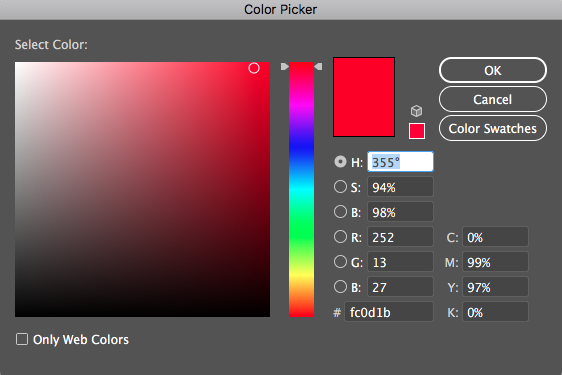 Color Picker
Select Color:
OK
Cancel
Color Swatches
H: 355°
S: 94%
B: 98%
R: 252 C: 0%
G: 13 M: 99%
B: 27 Y: 97%
# fc0d1b K: 0%
Only Web Colors